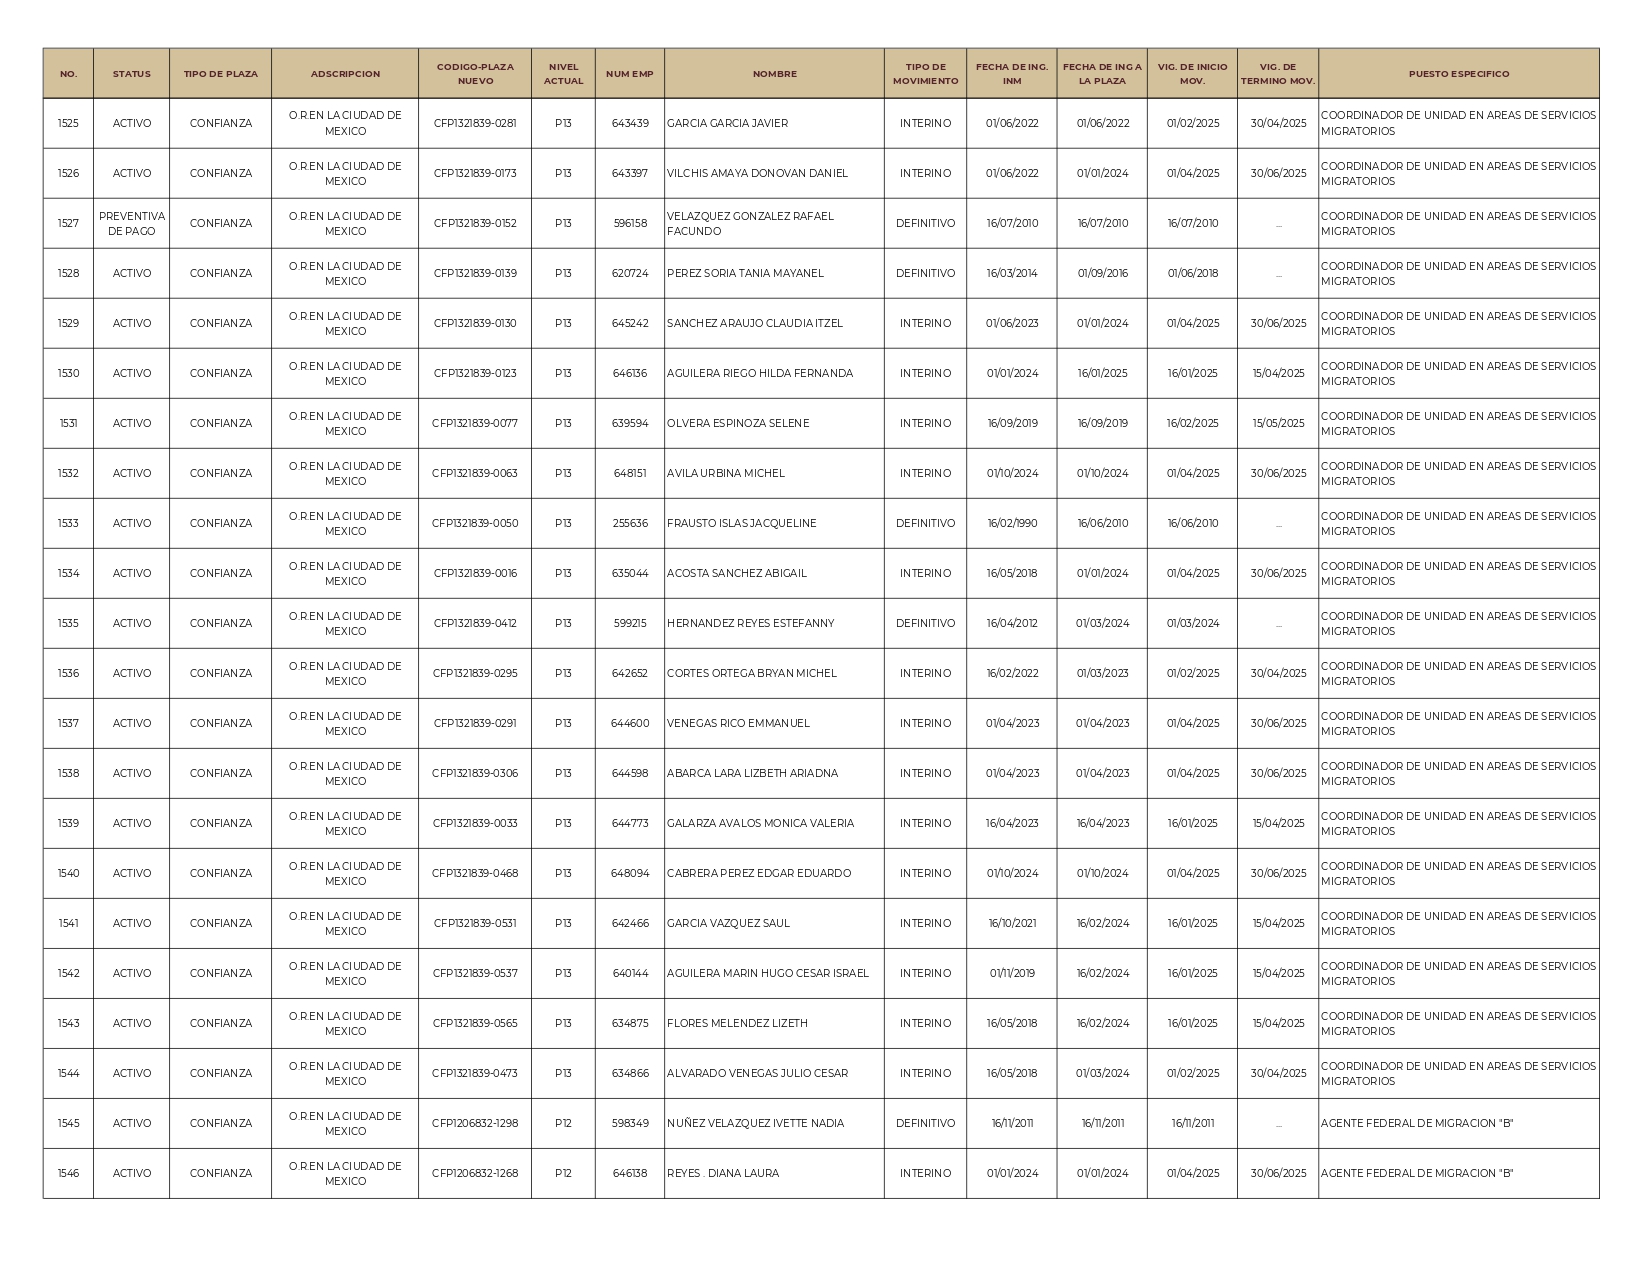 NO. STATUS TIPO DE PLAZA ADSCRIPCION CODIGO-PLAZA NUEVO NIVEL ACTUAL NUM EMP NOMBRE TIPO DE MOVIMIENTO FECHA DE ING. INM FECHA DE ING A LA PLAZA VIG. DE INICIO MOV. VIG. DE TERMINO MOV. PUESTO ESPECIFICO
1525 ACTIVO CONFIANZA O.R.EN LA CIUDAD DE MEXICO CFP1321839-0281 P13 643439 GARCIA GARCIA JAVIER INTERINO 01/06/2022 01/06/2022 01/02/2025 30/04/2025 COORDINADOR DE UNIDAD EN AREAS DE SERVICIOS MIGRATORIOS
1526 ACTIVO CONFIANZA O.R.EN LA CIUDAD DE MEXICO CFP1321839-0173 P13 643397 VILCHIS AMAYA DONOVAN DANIEL INTERINO 01/06/2022 01/01/2024 01/04/2025 30/06/2025 COORDINADOR DE UNIDAD EN AREAS DE SERVICIOS MIGRATORIOS
1527 PREVENTIVA DE PAGO CONFIANZA O.R.EN LA CIUDAD DE MEXICO CFP1321839-0152 P13 596158 VELAZQUEZ GONZALEZ RAFAEL FACUNDO DEFINITIVO 16/07/2010 16/07/2010 16/07/2010 ... COORDINADOR DE UNIDAD EN AREAS DE SERVICIOS MIGRATORIOS
1528 ACTIVO CONFIANZA O.R.EN LA CIUDAD DE MEXICO CFP1321839-0139 P13 620724 PEREZ SORIA TANIA MAYANEL DEFINITIVO 16/03/2014 01/09/2016 01/06/2018 ... COORDINADOR DE UNIDAD EN AREAS DE SERVICIOS MIGRATORIOS
1529 ACTIVO CONFIANZA O.R.EN LA CIUDAD DE MEXICO CFP1321839-0130 P13 645242 SANCHEZ ARAUJO CLAUDIA ITZEL INTERINO 01/06/2023 01/01/2024 01/04/2025 30/06/2025 COORDINADOR DE UNIDAD EN AREAS DE SERVICIOS MIGRATORIOS
1530 ACTIVO CONFIANZA O.R.EN LA CIUDAD DE MEXICO CFP1321839-0123 P13 646136 AGUILERA RIEGO HILDA FERNANDA INTERINO 01/01/2024 16/01/2025 16/01/2025 15/04/2025 COORDINADOR DE UNIDAD EN AREAS DE SERVICIOS MIGRATORIOS
1531 ACTIVO CONFIANZA O.R.EN LA CIUDAD DE MEXICO CFP1321839-0077 P13 639594 OLVERA ESPINOZA SELENE INTERINO 16/09/2019 16/09/2019 16/02/2025 15/05/2025 COORDINADOR DE UNIDAD EN AREAS DE SERVICIOS MIGRATORIOS
1532 ACTIVO CONFIANZA O.R.EN LA CIUDAD DE MEXICO CFP1321839-0063 P13 648151 AVILA URBINA MICHEL INTERINO 01/10/2024 01/10/2024 01/04/2025 30/06/2025 COORDINADOR DE UNIDAD EN AREAS DE SERVICIOS MIGRATORIOS
1533 ACTIVO CONFIANZA O.R.EN LA CIUDAD DE MEXICO CFP1321839-0050 P13 255636 FRAUSTO ISLAS JACQUELINE DEFINITIVO 16/02/1990 16/06/2010 16/06/2010 ... COORDINADOR DE UNIDAD EN AREAS DE SERVICIOS MIGRATORIOS
1534 ACTIVO CONFIANZA O.R.EN LA CIUDAD DE MEXICO CFP1321839-0016 P13 635044 ACOSTA SANCHEZ ABIGAIL INTERINO 16/05/2018 01/01/2024 01/04/2025 30/06/2025 COORDINADOR DE UNIDAD EN AREAS DE SERVICIOS MIGRATORIOS
1535 ACTIVO CONFIANZA O.R.EN LA CIUDAD DE MEXICO CFP1321839-0412 P13 599215 HERNANDEZ REYES ESTEFANNY DEFINITIVO 16/04/2012 01/03/2024 01/03/2024 ... COORDINADOR DE UNIDAD EN AREAS DE SERVICIOS MIGRATORIOS
1536 ACTIVO CONFIANZA O.R.EN LA CIUDAD DE MEXICO CFP1321839-0295 P13 642652 CORTES ORTEGA BRYAN MICHEL INTERINO 16/02/2022 01/03/2023 01/02/2025 30/04/2025 COORDINADOR DE UNIDAD EN AREAS DE SERVICIOS MIGRATORIOS
1537 ACTIVO CONFIANZA O.R.EN LA CIUDAD DE MEXICO CFP1321839-0291 P13 644600 VENEGAS RICO EMMANUEL INTERINO 01/04/2023 01/04/2023 01/04/2025 30/06/2025 COORDINADOR DE UNIDAD EN AREAS DE SERVICIOS MIGRATORIOS
1538 ACTIVO CONFIANZA O.R.EN LA CIUDAD DE MEXICO CFP1321839-0306 P13 644598 ABARCA LARA LIZBETH ARIADNA INTERINO 01/04/2023 01/04/2023 01/04/2025 30/06/2025 COORDINADOR DE UNIDAD EN AREAS DE SERVICIOS MIGRATORIOS
1539 ACTIVO CONFIANZA O.R.EN LA CIUDAD DE MEXICO CFP1321839-0033 P13 644773 GALARZA AVALOS MONICA VALERIA INTERINO 16/04/2023 16/04/2023 16/01/2025 15/04/2025 COORDINADOR DE UNIDAD EN AREAS DE SERVICIOS MIGRATORIOS
1540 ACTIVO CONFIANZA O.R.EN LA CIUDAD DE MEXICO CFP1321839-0468 P13 648094 CABRERA PEREZ EDGAR EDUARDO INTERINO 01/10/2024 01/10/2024 01/04/2025 30/06/2025 COORDINADOR DE UNIDAD EN AREAS DE SERVICIOS MIGRATORIOS
1541 ACTIVO CONFIANZA O.R.EN LA CIUDAD DE MEXICO CFP1321839-0531 P13 642466 GARCIA VAZQUEZ SAUL INTERINO 16/10/2021 16/02/2024 16/01/2025 15/04/2025 COORDINADOR DE UNIDAD EN AREAS DE SERVICIOS MIGRATORIOS
1542 ACTIVO CONFIANZA O.R.EN LA CIUDAD DE MEXICO CFP1321839-0537 P13 640144 AGUILERA MARIN HUGO CESAR ISRAEL INTERINO 01/11/2019 16/02/2024 16/01/2025 15/04/2025 COORDINADOR DE UNIDAD EN AREAS DE SERVICIOS MIGRATORIOS
1543 ACTIVO CONFIANZA O.R.EN LA CIUDAD DE MEXICO CFP1321839-0565 P13 634875 FLORES MELENDEZ LIZETH INTERINO 16/05/2018 16/02/2024 16/01/2025 15/04/2025 COORDINADOR DE UNIDAD EN AREAS DE SERVICIOS MIGRATORIOS
1544 ACTIVO CONFIANZA O.R.EN LA CIUDAD DE MEXICO CFP1321839-0473 P13 634866 ALVARADO VENEGAS JULIO CESAR INTERINO 16/05/2018 01/03/2024 01/02/2025 30/04/2025 COORDINADOR DE UNIDAD EN AREAS DE SERVICIOS MIGRATORIOS
1545 ACTIVO CONFIANZA O.R.EN LA CIUDAD DE MEXICO CFP1206832-1298 P12 598349 NUÑEZ VELAZQUEZ IVETTE NADIA DEFINITIVO 16/11/2011 16/11/2011 16/11/2011 ... AGENTE FEDERAL DE MIGRACION "B"
1546 ACTIVO CONFIANZA O.R.EN LA CIUDAD DE MEXICO CFP1206832-1268 P12 646138 REYES . DIANA LAURA INTERINO 01/01/2024 01/01/2024 01/04/2025 30/06/2025 AGENTE FEDERAL DE MIGRACION "B"